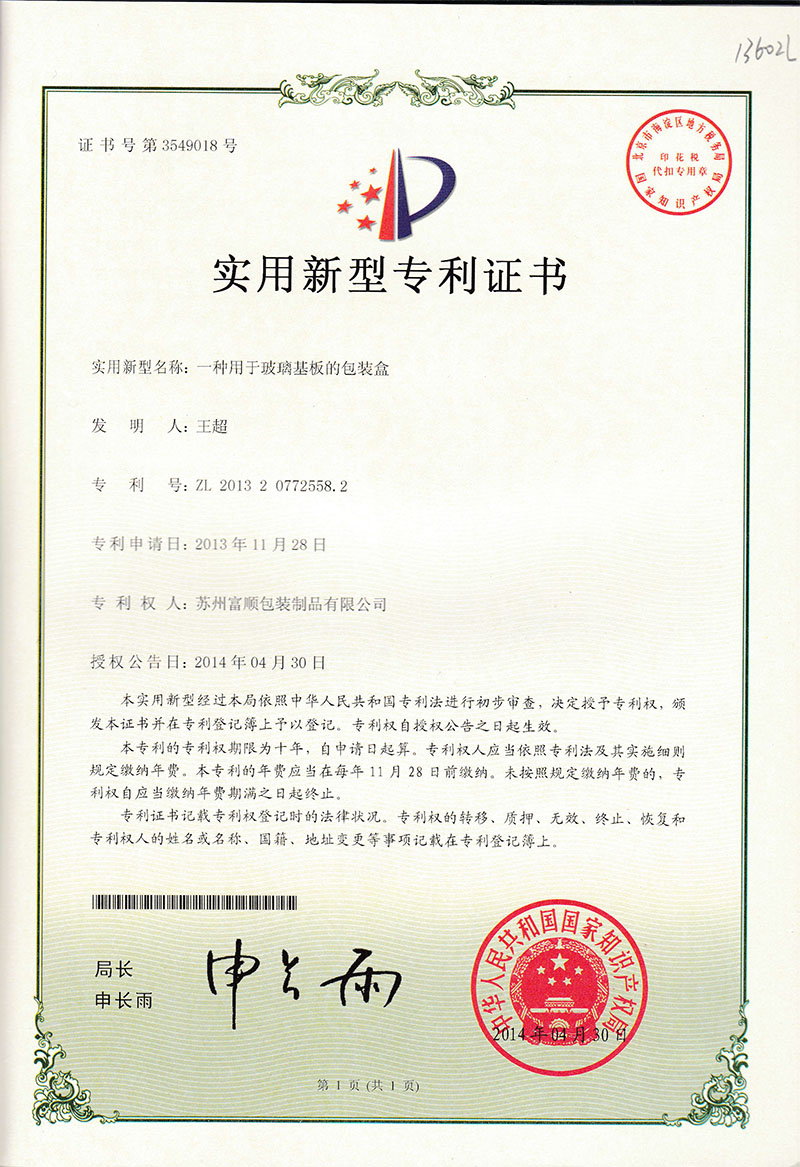 13602L
证书号第3549018号
北京市海淀区地方税务局
印花税
代扣专用章
国家知识产权局
实用新型专利证书
实用新型名称：一种用于玻璃基板的包装盒
发明人：王超
专利号：ZL 2013 2 0772558.2
专利申请日：2013年11月28日
专利权人：苏州富顺包装制品有限公司
授权公告日：2014年04月30日
本实用新型经过本局依照中华人民共和国专利法进行初步审查，决定授予专利权，颁
发本证书并在专利登记簿上予以登记。专利权自授权公告之日起生效。
本专利的专利权期限为十年，自申请日起算。专利权人应当依照专利法及其实施细则
规定缴纳年费。本专利的年费应当在每年11月28日前缴纳。未按照规定缴纳年费的，专
利权自应当缴纳年费期满之日起终止。
专利证书记载专利权登记时的法律状况。专利权的转移、质押、无效、终止、恢复和
专利权人的姓名或名称、国籍、地址变更等事项记载在专利登记簿上。
局长
申长雨
申长雨
中华人民共和国国家知识产权局
2014年04月30日
第1页(共1页)